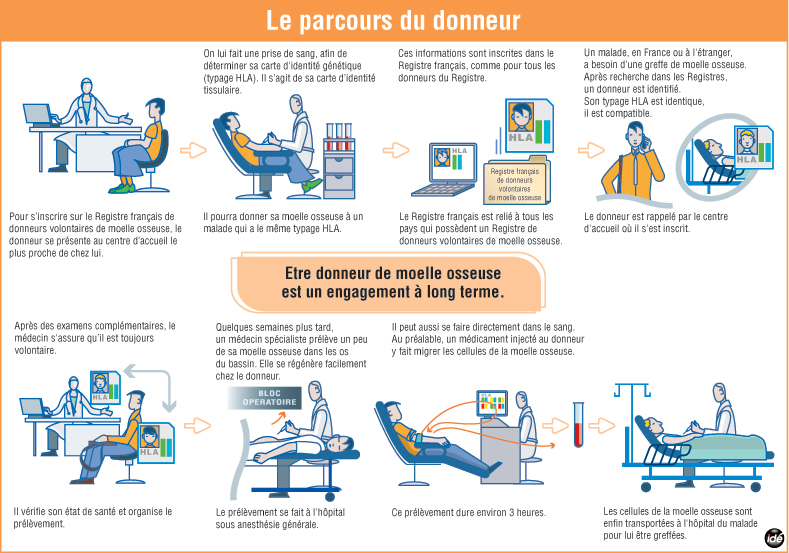 Le parcours du donneur
Pour s'inscrire sur le Registre français de
donneurs volontaires de moelle osseuse, le
donneur se présente au centre d'accueil le
plus proche de chez lui.
On lui fait une prise de sang, afin de
déterminer sa carte d'identité génétique
(typage HLA). Il s'agit de sa carte d'identité
tissulaire.
Il pourra donner sa moelle osseuse à un
malade qui a le même typage HLA.
Ces informations sont inscrites dans le
Registre français, comme pour tous les
donneurs du Registre.
HLA
HLA
Registre français
de donneurs
volontaires
de moelle osseuse
Le Registre français est relié à tous les
pays qui possèdent un Registre de
donneurs volontaires de moelle osseuse.
Un malade, en France ou à l'étranger,
a besoin d'une greffe de moelle osseuse.
Après recherche dans les Registres,
un donneur est identifié.
Son typage HLA est identique,
il est compatible.
HLA
Le donneur est rappelé par le centre
d'accueil où il s'est inscrit.
Etre donneur de moelle osseuse
est un engagement à long terme.
Après des examens complémentaires, le
médecin s'assure qu'il est toujours
volontaire.
HLA
HLA
Il vérifie son état de santé et organise le
prélèvement.
Quelques semaines plus tard,
un médecin spécialiste prélève un peu
de sa moelle osseuse dans les os
du bassin. Elle se régénère facilement
chez le donneur.
BLOC
OPERATOIRE
Le prélèvement se fait à l'hôpital
sous anesthésie générale.
Il peut aussi se faire directement dans le sang.
Au préalable, un médicament injecté au donneur
y fait migrer les cellules de la moelle osseuse.
HLA
Ce prélèvement dure environ 3 heures.
Les cellules de la moelle osseuse sont
enfin transportées à l'hôpital du malade
pour lui être greffées.
idé